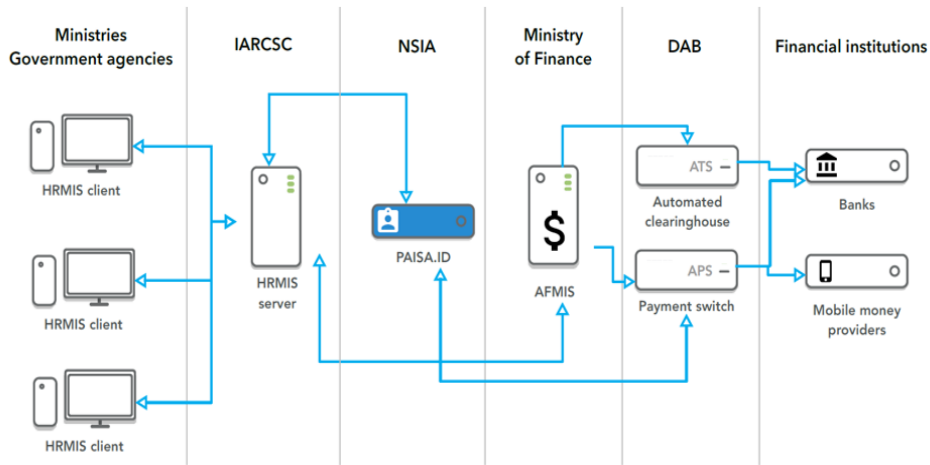 Ministries
Government agencies
IARCSC
NSIA
Ministry
of Finance
DAB
Financial institutions
HRMIS client
HRMIS client
HRMIS client
HRMIS
server
PAISA.ID
$
AFMIS
ATS
Automated
clearinghouse
APS
Payment switch
Banks
Mobile money
providers